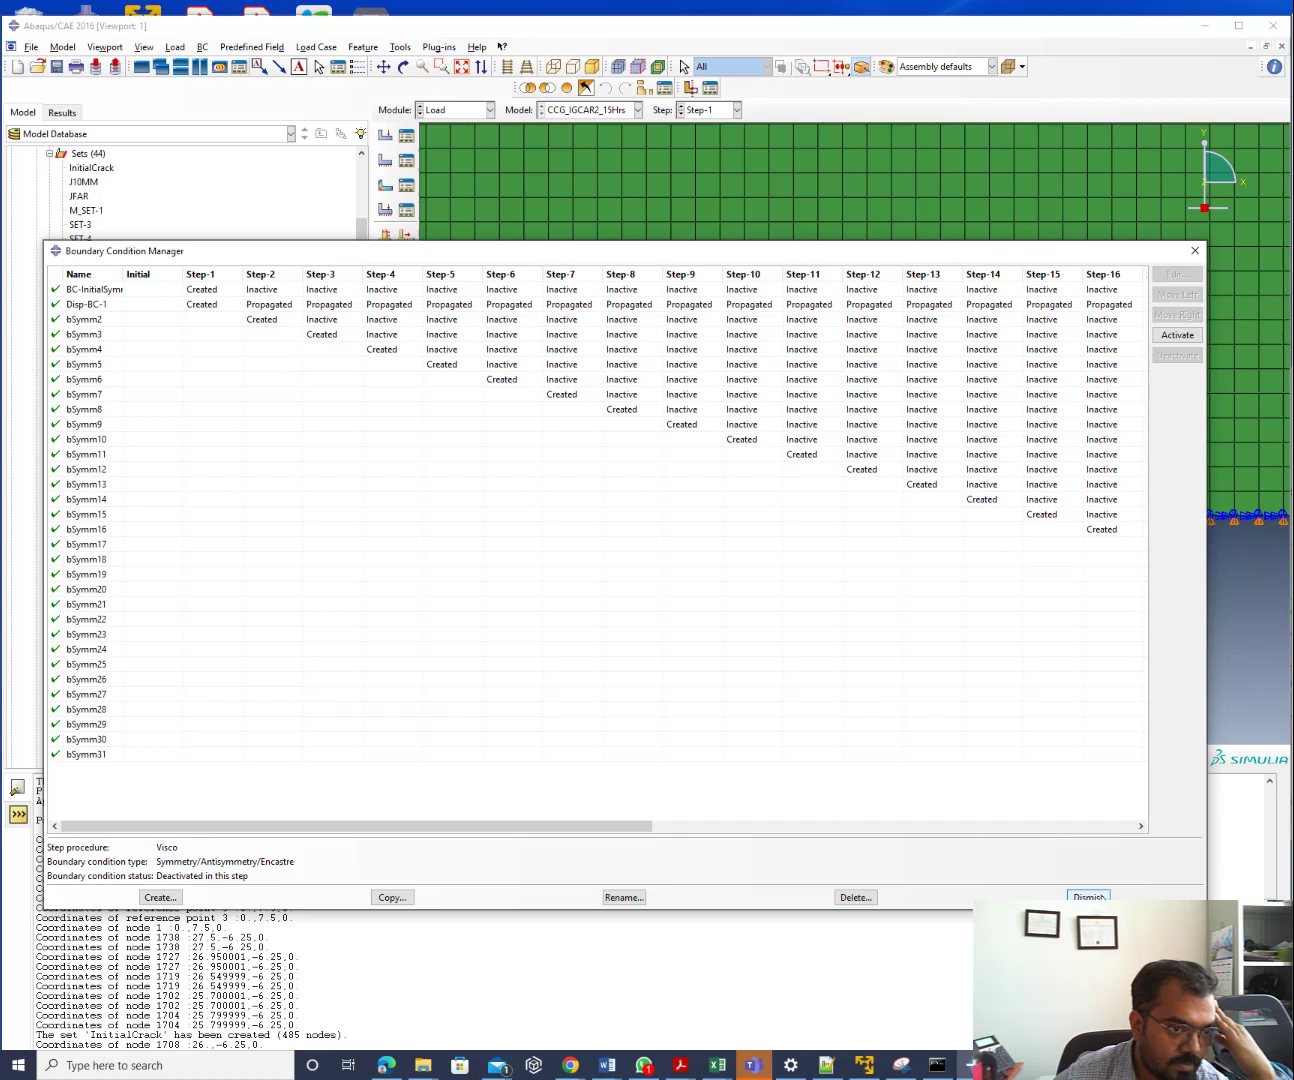 Abaqus/CAE 2016 [Viewport: 1]
File Model Viewport View Load BC Predefined Field Load Case Feature Tools Plug-ins Help
All Assembly defaults
Model Results
Module: Load Model: CCG_IGCAR2_15Hrs Step: Step-1
Model Database
Sets (44)
InitialCrack
J10MM
JFAR
M_SET-1
SET-3
SET-4
Y
Z X
Boundary Condition Manager
Name Initial Step-1 Step-2 Step-3 Step-4 Step-5 Step-6 Step-7 Step-8 Step-9 Step-10 Step-11 Step-12 Step-13 Step-14 Step-15 Step-16
BC-InitialSymm Created Inactive Inactive Inactive Inactive Inactive Inactive Inactive Inactive Inactive Inactive Inactive Inactive Inactive Inactive Inactive
Disp-BC-1 Created Propagated Propagated Propagated Propagated Propagated Propagated Propagated Propagated Propagated Propagated Propagated Propagated Propagated Propagated Propagated
bSymm2 Created Inactive Inactive Inactive Inactive Inactive Inactive Inactive Inactive Inactive Inactive Inactive Inactive Inactive Inactive
bSymm3 Created Inactive Inactive Inactive Inactive Inactive Inactive Inactive Inactive Inactive Inactive Inactive Inactive Inactive
bSymm4 Created Inactive Inactive Inactive Inactive Inactive Inactive Inactive Inactive Inactive Inactive Inactive Inactive
bSymm5 Created Inactive Inactive Inactive Inactive Inactive Inactive Inactive Inactive Inactive Inactive Inactive
bSymm6 Created Inactive Inactive Inactive Inactive Inactive Inactive Inactive Inactive Inactive Inactive
bSymm7 Created Inactive Inactive Inactive Inactive Inactive Inactive Inactive Inactive Inactive
bSymm8 Created Inactive Inactive Inactive Inactive Inactive Inactive Inactive Inactive
bSymm9 Created Inactive Inactive Inactive Inactive Inactive Inactive Inactive
bSymm10 Created Inactive Inactive Inactive Inactive Inactive Inactive
bSymm11 Created Inactive Inactive Inactive Inactive Inactive
bSymm12 Created Inactive Inactive Inactive Inactive
bSymm13 Created Inactive Inactive Inactive
bSymm14 Created Inactive Inactive
bSymm15 Created Inactive
bSymm16 Created
bSymm17
bSymm18
bSymm19
bSymm20
bSymm21
bSymm22
bSymm23
bSymm24
bSymm25
bSymm26
bSymm27
bSymm28
bSymm29
bSymm30
bSymm31
Edit...
Move Left
Move Right
Activate
Deactivate
SIMULIA
Step procedure: Visco
Boundary condition type: Symmetry/Antisymmetry/Encastre
Boundary condition status: Deactivated in this step
Create... Copy... Rename... Delete... Dismiss
Coordinates of reference point 3 :0.,7.5,0.
Coordinates of node 1 :0.,7.5,0.
Coordinates of node 1738 :27.5,-6.25,0.
Coordinates of node 1738 :27.5,-6.25,0.
Coordinates of node 1727 :26.950001,-6.25,0.
Coordinates of node 1727 :26.950001,-6.25,0.
Coordinates of node 1719 :26.549999,-6.25,0.
Coordinates of node 1719 :26.549999,-6.25,0.
Coordinates of node 1702 :25.700001,-6.25,0.
Coordinates of node 1702 :25.700001,-6.25,0.
Coordinates of node 1704 :25.799999,-6.25,0.
Coordinates of node 1704 :25.799999,-6.25,0.
The set 'InitialCrack' has been created (485 nodes).
Coordinates of node 1708 :26.,-6.25,0.
Type here to search